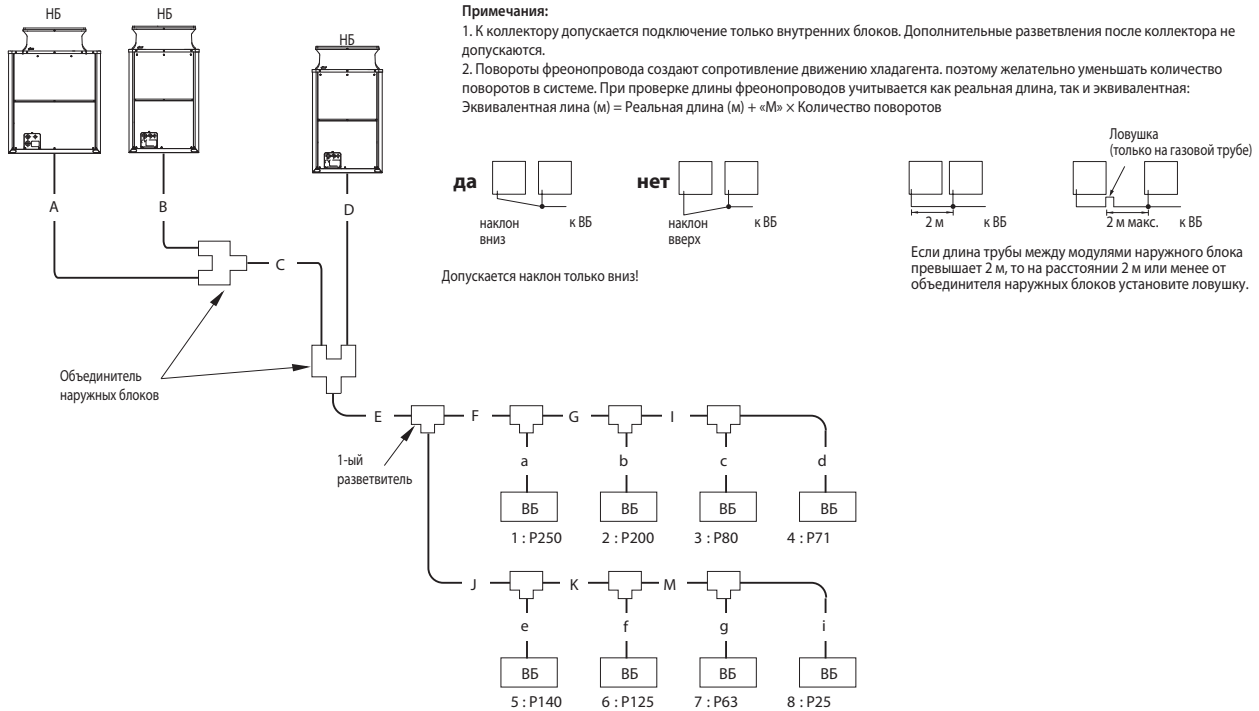 НБ
НБ
НБ
Примечания:
1. К коллектору допускается подключение только внутренних блоков. Дополнительные разветвления после коллектора не
допускаются.
2. Повороты фреонопровода создают сопротивление движению хладагента. поэтому желательно уменьшать количество
поворотов в системе. При проверке длины фреонопроводов учитывается как реальная длина, так и эквивалентная:
Эквивалентная лина (м) = Реальная длина (м) + «М» × Количество поворотов
да
наклон
вниз
к ВБ
нет
наклон
вверх
к ВБ
Допускается наклон только вниз!
2 м
к ВБ
Ловушка
(только на газовой трубе)
2 м макс.
к ВБ
Если длина трубы между модулями наружного блока
превышает 2 м, то на расстоянии 2 м или менее от
объединителя наружных блоков установите ловушку.
A
B
D
C
Объединитель
наружных блоков
E
F
G
I
1-ый
разветвитель
a
b
c
d
ВБ
ВБ
ВБ
ВБ
1 : P250
2 : P200
3 : P80
4 : P71
J
K
M
e
f
g
i
ВБ
ВБ
ВБ
ВБ
5 : P140
6 : P125
7 : P63
8 : P25